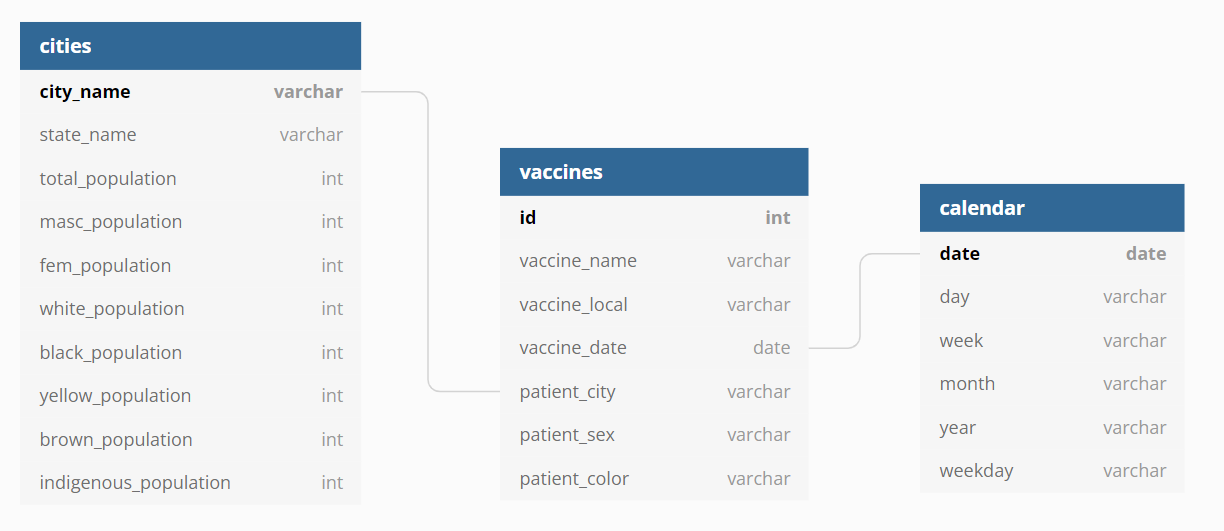 cities
city_name varchar
state_name varchar
total_population int
masc_population int
fem_population int
white_population int
black_population int
yellow_population int
brown_population int
indigenous_population int
vaccines
id int
vaccine_name varchar
vaccine_local varchar
vaccine_date date
patient_city varchar
patient_sex varchar
patient_color varchar
calendar
date date
day varchar
week varchar
month varchar
year varchar
weekday varchar